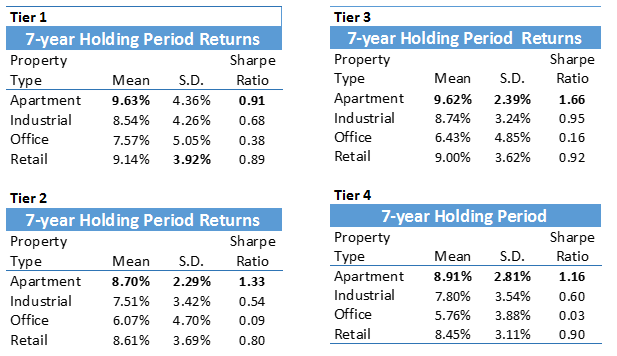 Tier 1
7-year Holding Period Returns
Property Sharpe
Type Mean S.D. Ratio
Apartment 9.63% 4.36% 0.91
Industrial 8.54% 4.26% 0.68
Office 7.57% 5.05% 0.38
Retail 9.14% 3.92% 0.89
Tier 2
7-year Holding Period Returns
Property Sharpe
Type Mean S.D. Ratio
Apartment 8.70% 2.29% 1.33
Industrial 7.51% 3.42% 0.54
Office 6.07% 4.70% 0.09
Retail 8.61% 3.69% 0.80
Tier 3
7-year Holding Period Returns
Property Sharpe
Type Mean S.D. Ratio
Apartment 9.62% 2.39% 1.66
Industrial 8.74% 3.24% 0.95
Office 6.43% 4.85% 0.16
Retail 9.00% 3.62% 0.92
Tier 4
7-year Holding Period
Property Sharpe
Type Mean S.D. Ratio
Apartment 8.91% 2.81% 1.16
Industrial 7.80% 3.54% 0.60
Office 5.76% 3.88% 0.03
Retail 8.45% 3.11% 0.90